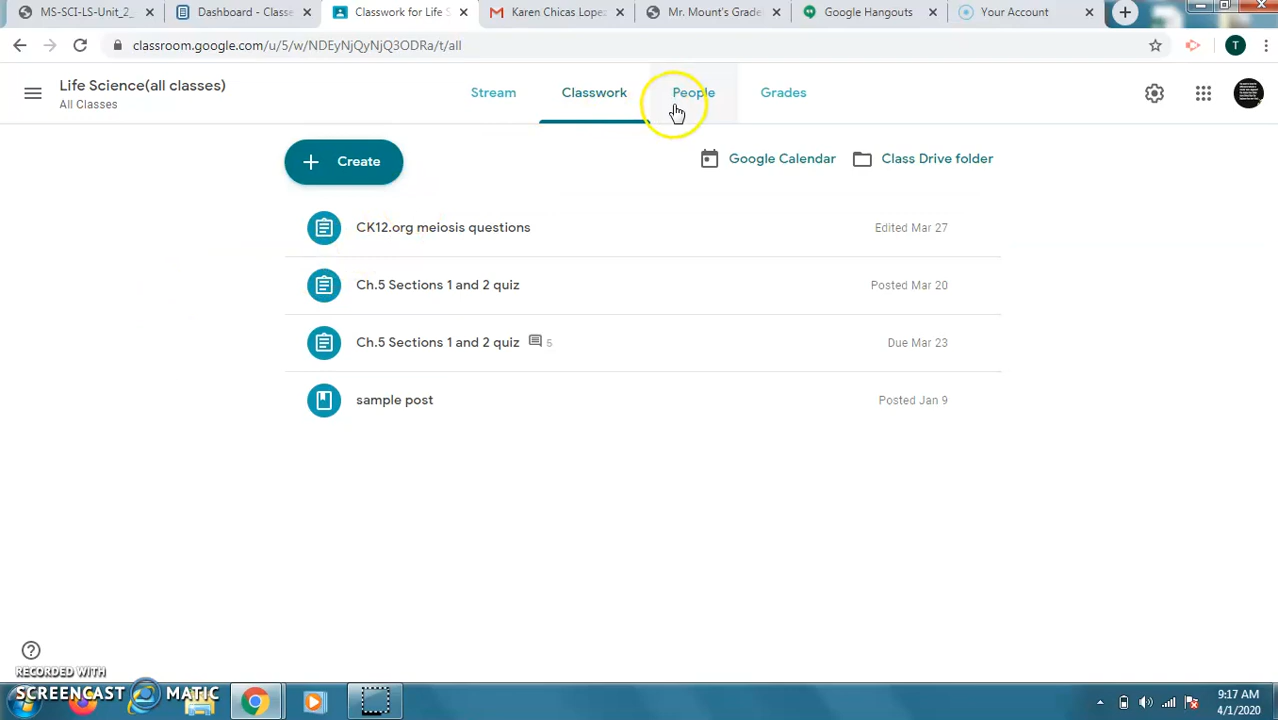 MS-SCI-LS-Unit_2_
Dashboard - Classe
Classwork for Life S
Karen Chivis Lopez
Mr. Mount's Grade
Google Hangouts
Your Account
classroom.google.com/u/5/w/NDEyNjQyNjQ3ODRa/t/all
Life Science(all classes)
All Classes
Stream
Classwork
People
Grades
Create
Google Calendar
Class Drive folder
CK12.org meiosis questions
Edited Mar 27
Ch.5 Sections 1 and 2 quiz
Posted Mar 20
Ch.5 Sections 1 and 2 quiz 5
Due Mar 23
sample post
Posted Jan 9
RECORDED WITH
SCREENCAST MATIC
9:17 AM
4/1/2020
T